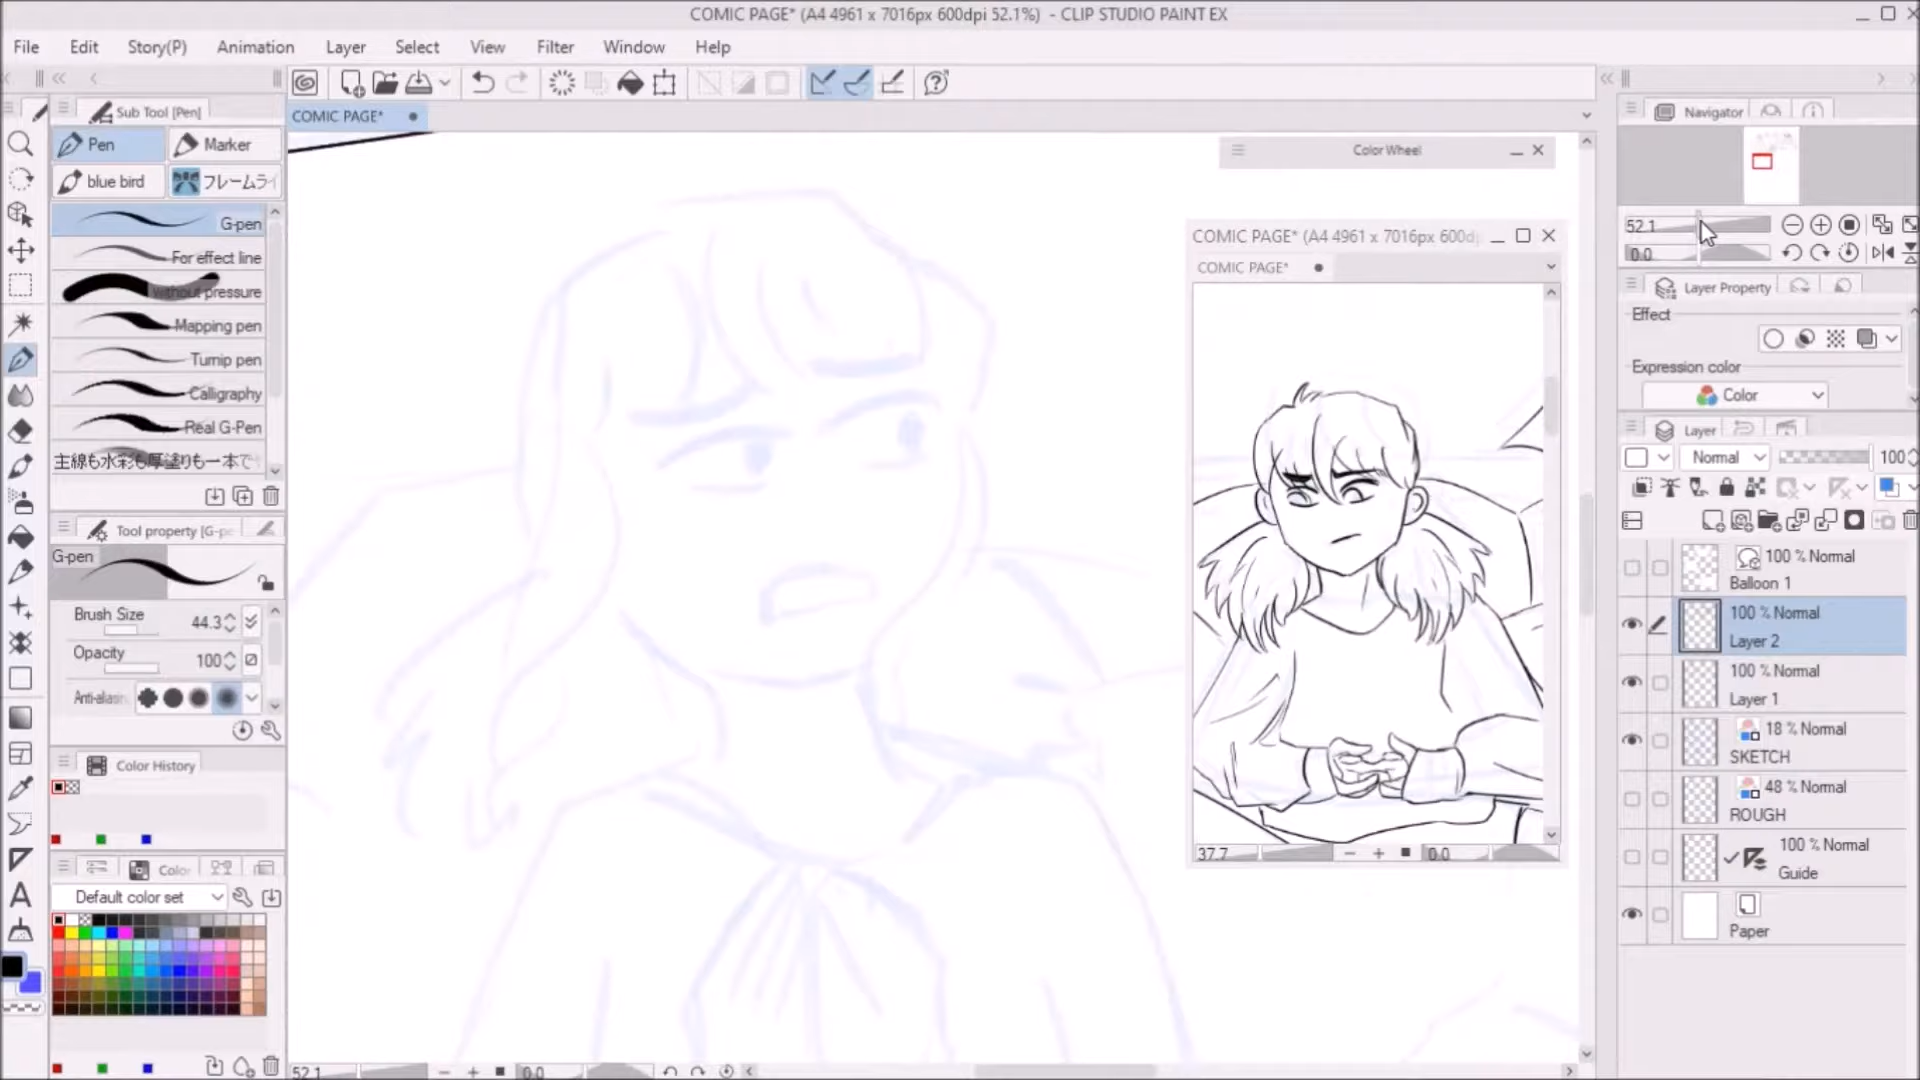 COMIC PAGE* (A4 4961 x 7016px 600dpi 52.1%) - CLIP STUDIO PAINT EX
File Edit Story(P) Animation Layer Select View Filter Window Help
Sub Tool [Pen]
Pen
Marker
blue bird
フレームライ
G-pen
For effect line
without pressure
Mapping pen
Turnip pen
Calligraphy
Real G-Pen
主線も水彩も厚塗りも一本で
Tool property [G-pe
G-pen
Brush Size 44.3
Opacity 100
Anti-aliasin
Color History
Color
Default color set
COMIC PAGE*
52.1 0.0
Color Wheel
COMIC PAGE* (A4 4961 x 7016px 600d
COMIC PAGE*
37.7 0.0
Navigator
52.1
0.0
Layer Property
Effect
Expression color
Color
Layer
Normal 100
100 % Normal
Balloon 1
100 % Normal
Layer 2
100 % Normal
Layer 1
18 % Normal
SKETCH
48 % Normal
ROUGH
100 % Normal
Guide
Paper